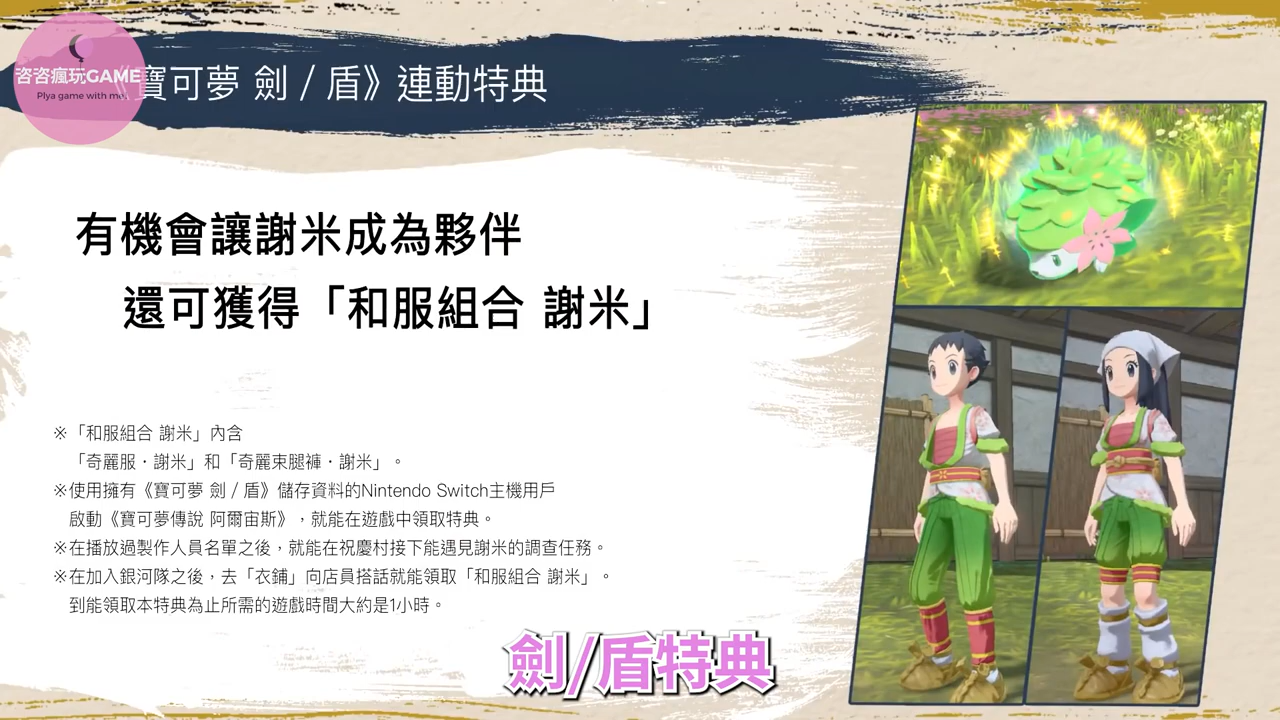 咨咨瘋玩GAME
Plya game with me
《寶可夢 劍 / 盾》連動特典
有機會讓謝米成為夥伴
還可獲得「和服組合 謝米」
※「和服組合 謝米」內含
「奇麗服・謝米」和「奇麗束腿褲・謝米」。
※使用擁有《寶可夢 劍 / 盾》儲存資料的Nintendo Switch主機用戶
啟動《寶可夢傳說 阿爾宙斯》，就能在遊戲中領取特典。
※在播放過製作人員名單之後，就能在祝慶村接下能遇見謝米的調查任務。
※在加入銀河隊之後，去「衣鋪」向店員搭話就能領取「和服組合 謝米」。
到能領取本特典為止所需的遊戲時間大約是1小時。
劍/盾特典